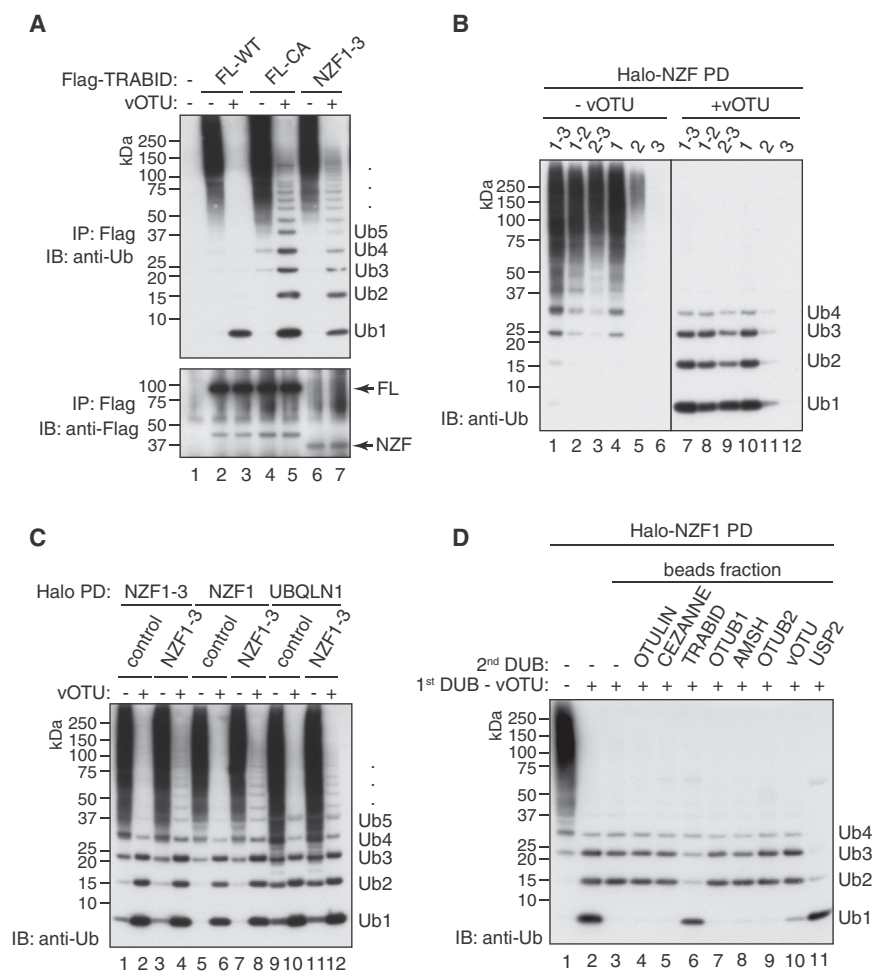 A
Flag-TRABID: - FL-WT FL-CA NZF1-3
vOTU: - - + - + - +
kDa
250
150
100
75
50
37
25
20
15
10
IP: Flag
IB: anti-Ub
Ub5
Ub4
Ub3
Ub2
Ub1
100
75
50
37
IP: Flag
IB: anti-Flag
FL
NZF
1 2 3 4 5 6 7
B
Halo-NZF PD
- vOTU +vOTU
1-3 1-2 2-3 1 2 3 1-3 1-2 2-3 1 2 3
kDa
250
150
100
75
50
37
25
20
15
10
Ub4
Ub3
Ub2
Ub1
IB: anti-Ub
1 2 3 4 5 6 7 8 9 10 11 12
C
Halo PD: NZF1-3 NZF1 UBQLN1
control NZF1-3 control NZF1-3 control NZF1-3
vOTU: - + - + - + - + - + - +
kDa
250
150
100
75
50
37
25
20
15
10
Ub5
Ub4
Ub3
Ub2
Ub1
IB: anti-Ub
1 2 3 4 5 6 7 8 9 10 11 12
D
Halo-NZF1 PD
beads fraction
2nd DUB: - - - OTULIN CEZANNE TRABID OTUB1 AMSH OTUB2 vOTU USP2
1st DUB - vOTU: - + + + + + + + + + +
kDa
250
150
100
75
50
37
25
20
15
10
Ub4
Ub3
Ub2
Ub1
IB: anti-Ub
1 2 3 4 5 6 7 8 9 10 11